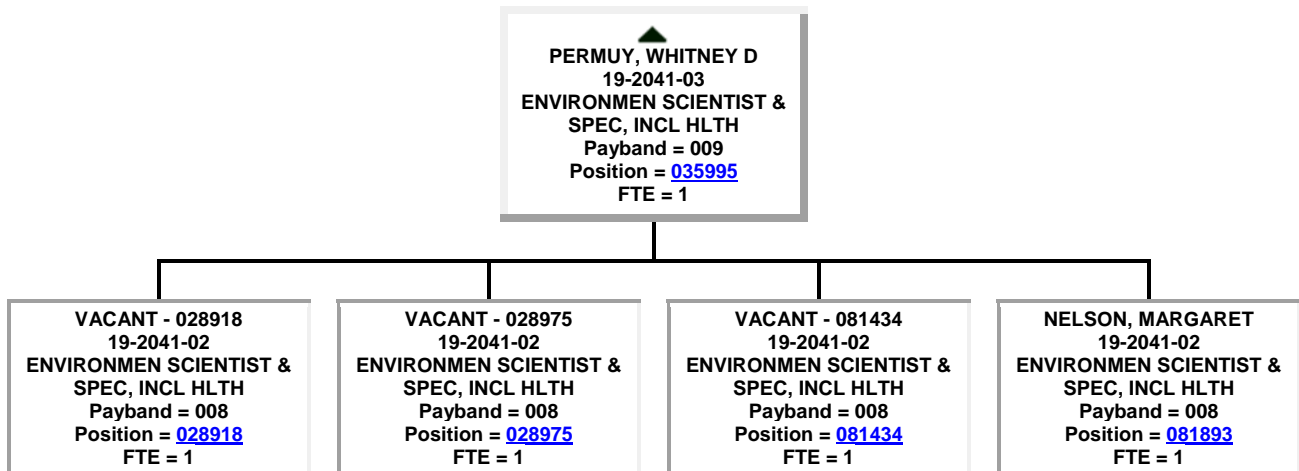 PERMUY, WHITNEY D
19-2041-03
ENVIRONMEN SCIENTIST &
SPEC, INCL HLTH
Payband = 009
Position = 035995
FTE = 1
VACANT - 028918
19-2041-02
ENVIRONMEN SCIENTIST &
SPEC, INCL HLTH
Payband = 008
Position = 028918
FTE = 1
VACANT - 028975
19-2041-02
ENVIRONMEN SCIENTIST &
SPEC, INCL HLTH
Payband = 008
Position = 028975
FTE = 1
VACANT - 081434
19-2041-02
ENVIRONMEN SCIENTIST &
SPEC, INCL HLTH
Payband = 008
Position = 081434
FTE = 1
NELSON, MARGARET
19-2041-02
ENVIRONMEN SCIENTIST &
SPEC, INCL HLTH
Payband = 008
Position = 081893
FTE = 1